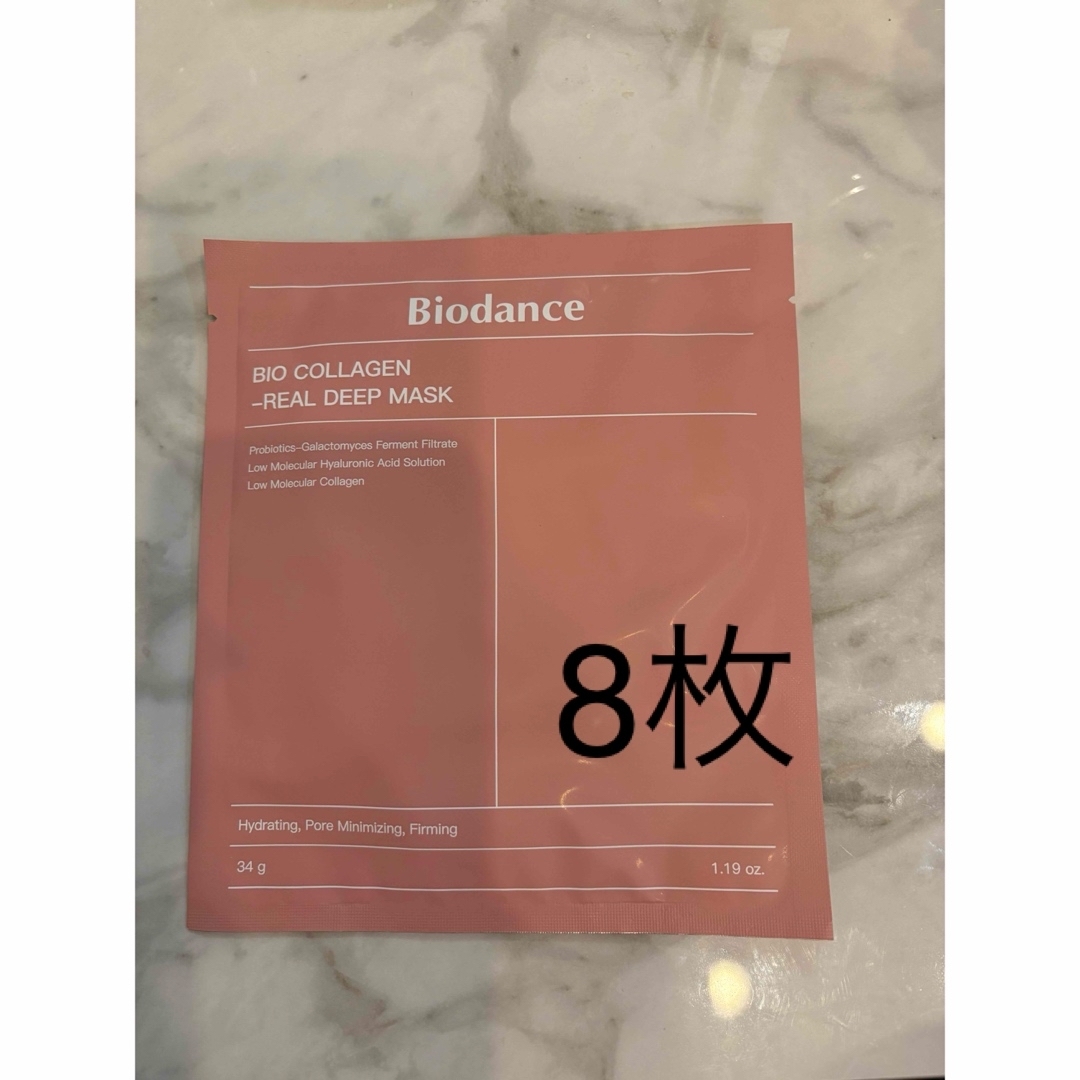 Biodance
BIO COLLAGEN
-REAL DEEP MASK
Probiotics-Galactomyces Ferment Filtrate
Low Molecular Hyaluronic Acid Solution
Low Molecular Collagen
8枚
Hydrating, Pore Minimizing, Firming
34 g
1.19 oz.